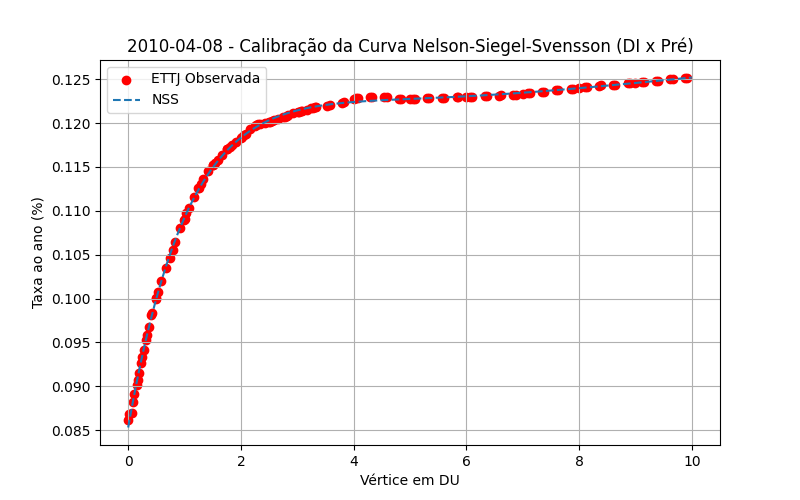 2010-04-08 - Calibração da Curva Nelson-Siegel-Svensson (DI x Pré)
ETTJ Observada
NSS
Taxa ao ano (%)
0.125
0.120
0.115
0.110
0.105
0.100
0.095
0.090
0.085
0 2 4 6 8 10
Vértice em DU